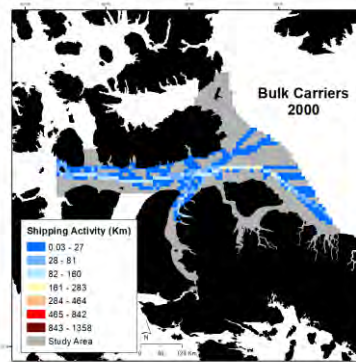 Bulk Carriers
2000
Shipping Activity (Km)
0.03 - 27
28 - 81
82 - 160
161 - 283
284 - 464
465 - 842
843 - 1358
Study Area
N